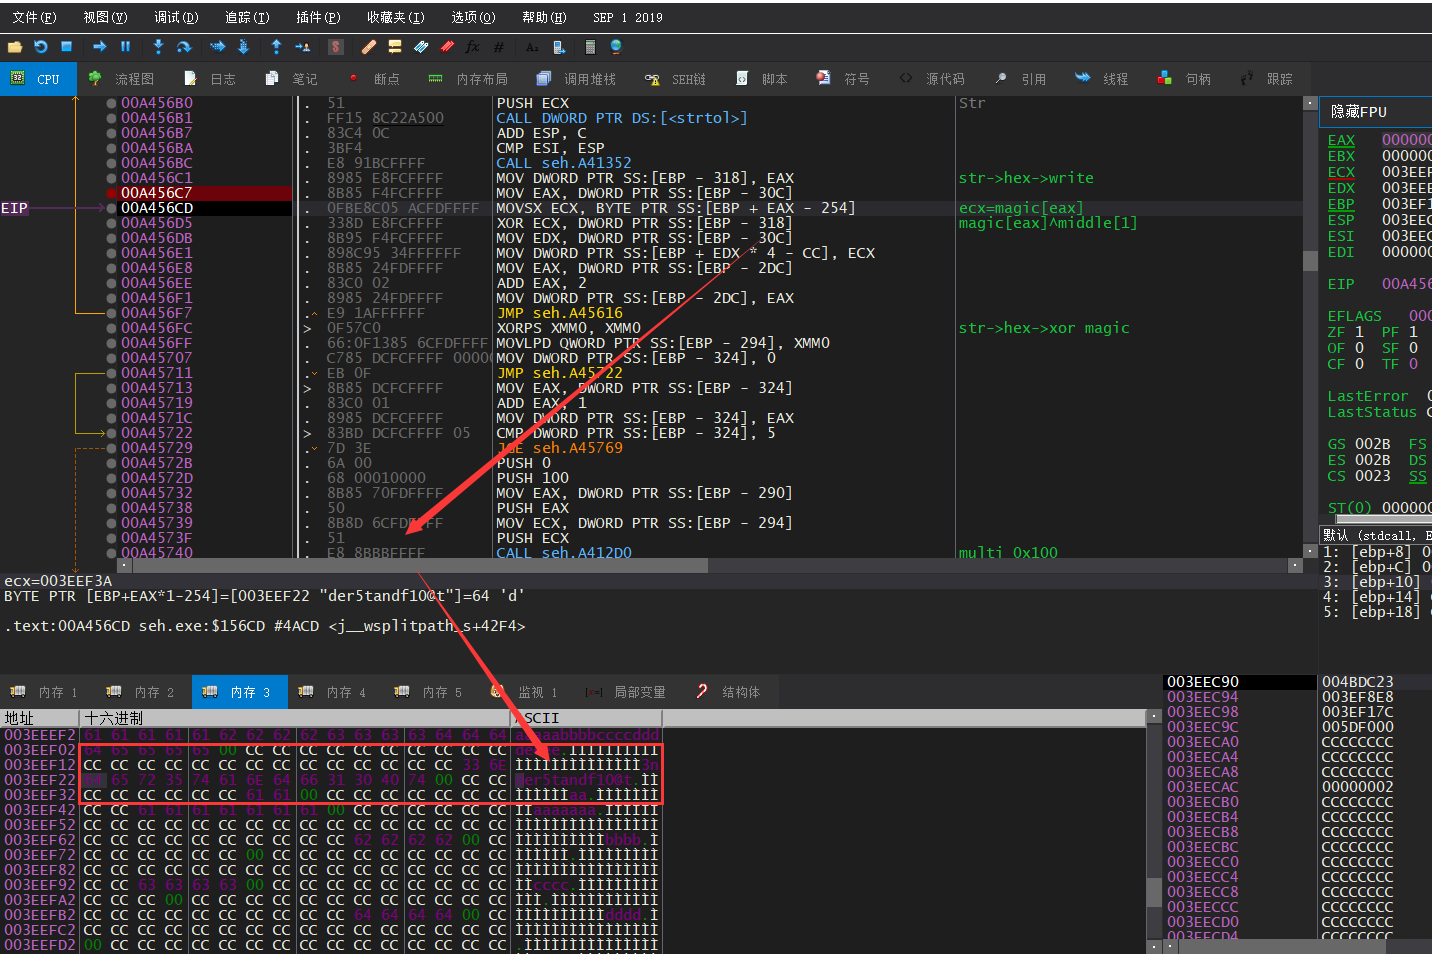 文件(F) 视图(V) 调试(D) 追踪(T) 插件(P) 收藏夹(I) 选项(O) 帮助(H) SEP 1 2019
CPU 流程图 日志 笔记 断点 内存布局 调用堆栈 SEH链 脚本 符号 源代码 引用 线程 句柄 跟踪
00A456B0 . 51 PUSH ECX Str
00A456B1 . FF15 8C22A500 CALL DWORD PTR DS:[<strtol>]
00A456B7 . 83C4 0C ADD ESP, C
00A456BA . 3BF4 CMP ESI, ESP
00A456BC . E8 91BCFFFF CALL seh.A41352
00A456C1 . 8985 E8FCFFFF MOV DWORD PTR SS:[EBP - 318], EAX str->hex->write
00A456C7 . 8B85 F4FCFFFF MOV EAX, DWORD PTR SS:[EBP - 30C]
EIP 00A456CD . 0FBE8C05 ACFDFFFF MOVSX ECX, BYTE PTR SS:[EBP + EAX - 254] ecx=magic[eax]
00A456D5 . 338D E8FCFFFF XOR ECX, DWORD PTR SS:[EBP - 318] magic[eax]^middle[1]
00A456DB . 8B95 F4FCFFFF MOV EDX, DWORD PTR SS:[EBP - 30C]
00A456E1 . 898C95 34FFFFFF MOV DWORD PTR SS:[EBP + EDX * 4 - CC], ECX
00A456E8 . 8B85 24FDFFFF MOV EAX, DWORD PTR SS:[EBP - 2DC]
00A456EE . 83C0 02 ADD EAX, 2
00A456F1 . 8985 24FDFFFF MOV DWORD PTR SS:[EBP - 2DC], EAX
00A456F7 . E9 1AFFFFFF JMP seh.A45616
00A456FC > 0F57C0 XORPS XMM0, XMM0 str->hex->xor magic
00A456FF . 66:0F1385 6CFDFFFF MOVLPD QWORD PTR SS:[EBP - 294], XMM0
00A45707 . C785 DCFCFFFF 00000 MOV DWORD PTR SS:[EBP - 324], 0
00A45711 . EB 0F JMP seh.A45722
00A45713 > 8B85 DCFCFFFF MOV EAX, DWORD PTR SS:[EBP - 324]
00A45719 . 83C0 01 ADD EAX, 1
00A4571C . 8985 DCFCFFFF MOV DWORD PTR SS:[EBP - 324], EAX
00A45722 > 83BD DCFCFFFF 05 CMP DWORD PTR SS:[EBP - 324], 5
00A45729 . 7D 3E JGE seh.A45769
00A4572B . 6A 00 PUSH 0
00A4572D . 68 00010000 PUSH 100
00A45732 . 8B85 70FDFFFF MOV EAX, DWORD PTR SS:[EBP - 290]
00A45738 . 50 PUSH EAX
00A45739 . 8B8D 6CFDFFFF MOV ECX, DWORD PTR SS:[EBP - 294]
00A4573F . 51 PUSH ECX
00A45740 . E8 8BBBFFFF CALL seh.A412D0 multi 0x100
隐藏FPU
EAX 000000
EBX 000000
ECX 003EEF
EDX 003EEE
EBP 003EF1
ESP 003EEC
ESI 003EEC
EDI 000000
EIP 00A456
EFLAGS 000
ZF 1 PF 1
OF 0 SF 0
CF 0 TF 0
LastError 0
LastStatus C
GS 002B FS
ES 002B DS
CS 0023 SS
ST(0) 000000
默认 (stdcall, E
1: [ebp+8] 00
2: [ebp+C] 00
3: [ebp+10]
4: [ebp+14]
5: [ebp+18]
ecx=003EEF3A
BYTE PTR [EBP+EAX*1-254]=[003EEF22 "der5tandf10@t"]=64 'd'
.text:00A456CD seh.exe:$156CD #4ACD <j__wsplitpath_s+42F4>
内存 1 内存 2 内存 3 内存 4 内存 5 监视 1 局部变量 结构体
地址 十六进制 ASCII
003EEEF2 61 61 61 61 61 62 62 62 62 63 63 63 63 64 64 64 aaaaabbbbccccddd
003EEF02 64 65 65 65 65 00 CC CC CC CC CC CC CC CC CC CC deeee.ÌÌÌÌÌÌÌÌÌÌ
003EEF12 CC CC CC CC CC CC CC CC CC CC CC CC CC CC 33 6E ÌÌÌÌÌÌÌÌÌÌÌÌÌÌ3n
003EEF22 64 65 72 35 74 61 6E 64 66 31 30 40 74 00 CC CC der5tandf10@t.ÌÌ
003EEF32 CC CC CC CC CC CC 61 61 00 CC CC CC CC CC CC CC ÌÌÌÌÌÌaa.ÌÌÌÌÌÌÌ
003EEF42 CC CC 61 61 61 61 61 61 61 00 CC CC CC CC CC CC ÌÌaaaaaaa.ÌÌÌÌÌÌ
003EEF52 CC CC CC CC CC CC CC CC CC CC CC CC CC CC CC CC ÌÌÌÌÌÌÌÌÌÌÌÌÌÌÌÌ
003EEF62 CC CC CC CC CC CC CC CC CC CC 62 62 62 62 00 CC ÌÌÌÌÌÌÌÌÌÌbbbb.Ì
003EEF72 CC CC CC CC CC CC 00 CC CC CC CC CC CC CC CC CC ÌÌÌÌÌÌ.ÌÌÌÌÌÌÌÌÌ
003EEF82 CC CC CC CC CC CC CC CC CC CC CC CC CC CC CC CC ÌÌÌÌÌÌÌÌÌÌÌÌÌÌÌÌ
003EEF92 CC CC 63 63 63 63 00 CC CC CC CC CC CC CC CC CC ÌÌcccc.ÌÌÌÌÌÌÌÌÌ
003EEFA2 CC CC CC 00 CC CC CC CC CC CC CC CC CC CC CC CC ÌÌÌ.ÌÌÌÌÌÌÌÌÌÌÌÌ
003EEFB2 CC CC CC CC CC CC CC CC CC CC 64 64 64 64 00 CC ÌÌÌÌÌÌÌÌÌÌdddd.Ì
003EEFC2 CC CC CC CC CC CC CC CC CC CC CC CC CC CC CC CC ÌÌÌÌÌÌÌÌÌÌÌÌÌÌÌÌ
003EEFD2 00 CC CC CC CC CC CC CC CC CC CC CC CC CC CC CC .ÌÌÌÌÌÌÌÌÌÌÌÌÌÌÌ
003EEC90 004BDC23
003EEC94 003EF8E8
003EEC98 003EF17C
003EEC9C 005DF000
003EECA0 CCCCCCCC
003EECA4 CCCCCCCC
003EECA8 CCCCCCCC
003EECAC 00000002
003EECB0 CCCCCCCC
003EECB4 CCCCCCCC
003EECB8 CCCCCCCC
003EECBC CCCCCCCC
003EECC0 CCCCCCCC
003EECC4 CCCCCCCC
003EECC8 CCCCCCCC
003EECCC CCCCCCCC
003EECD0 CCCCCCCC
003EECD4 CCCCCCCC